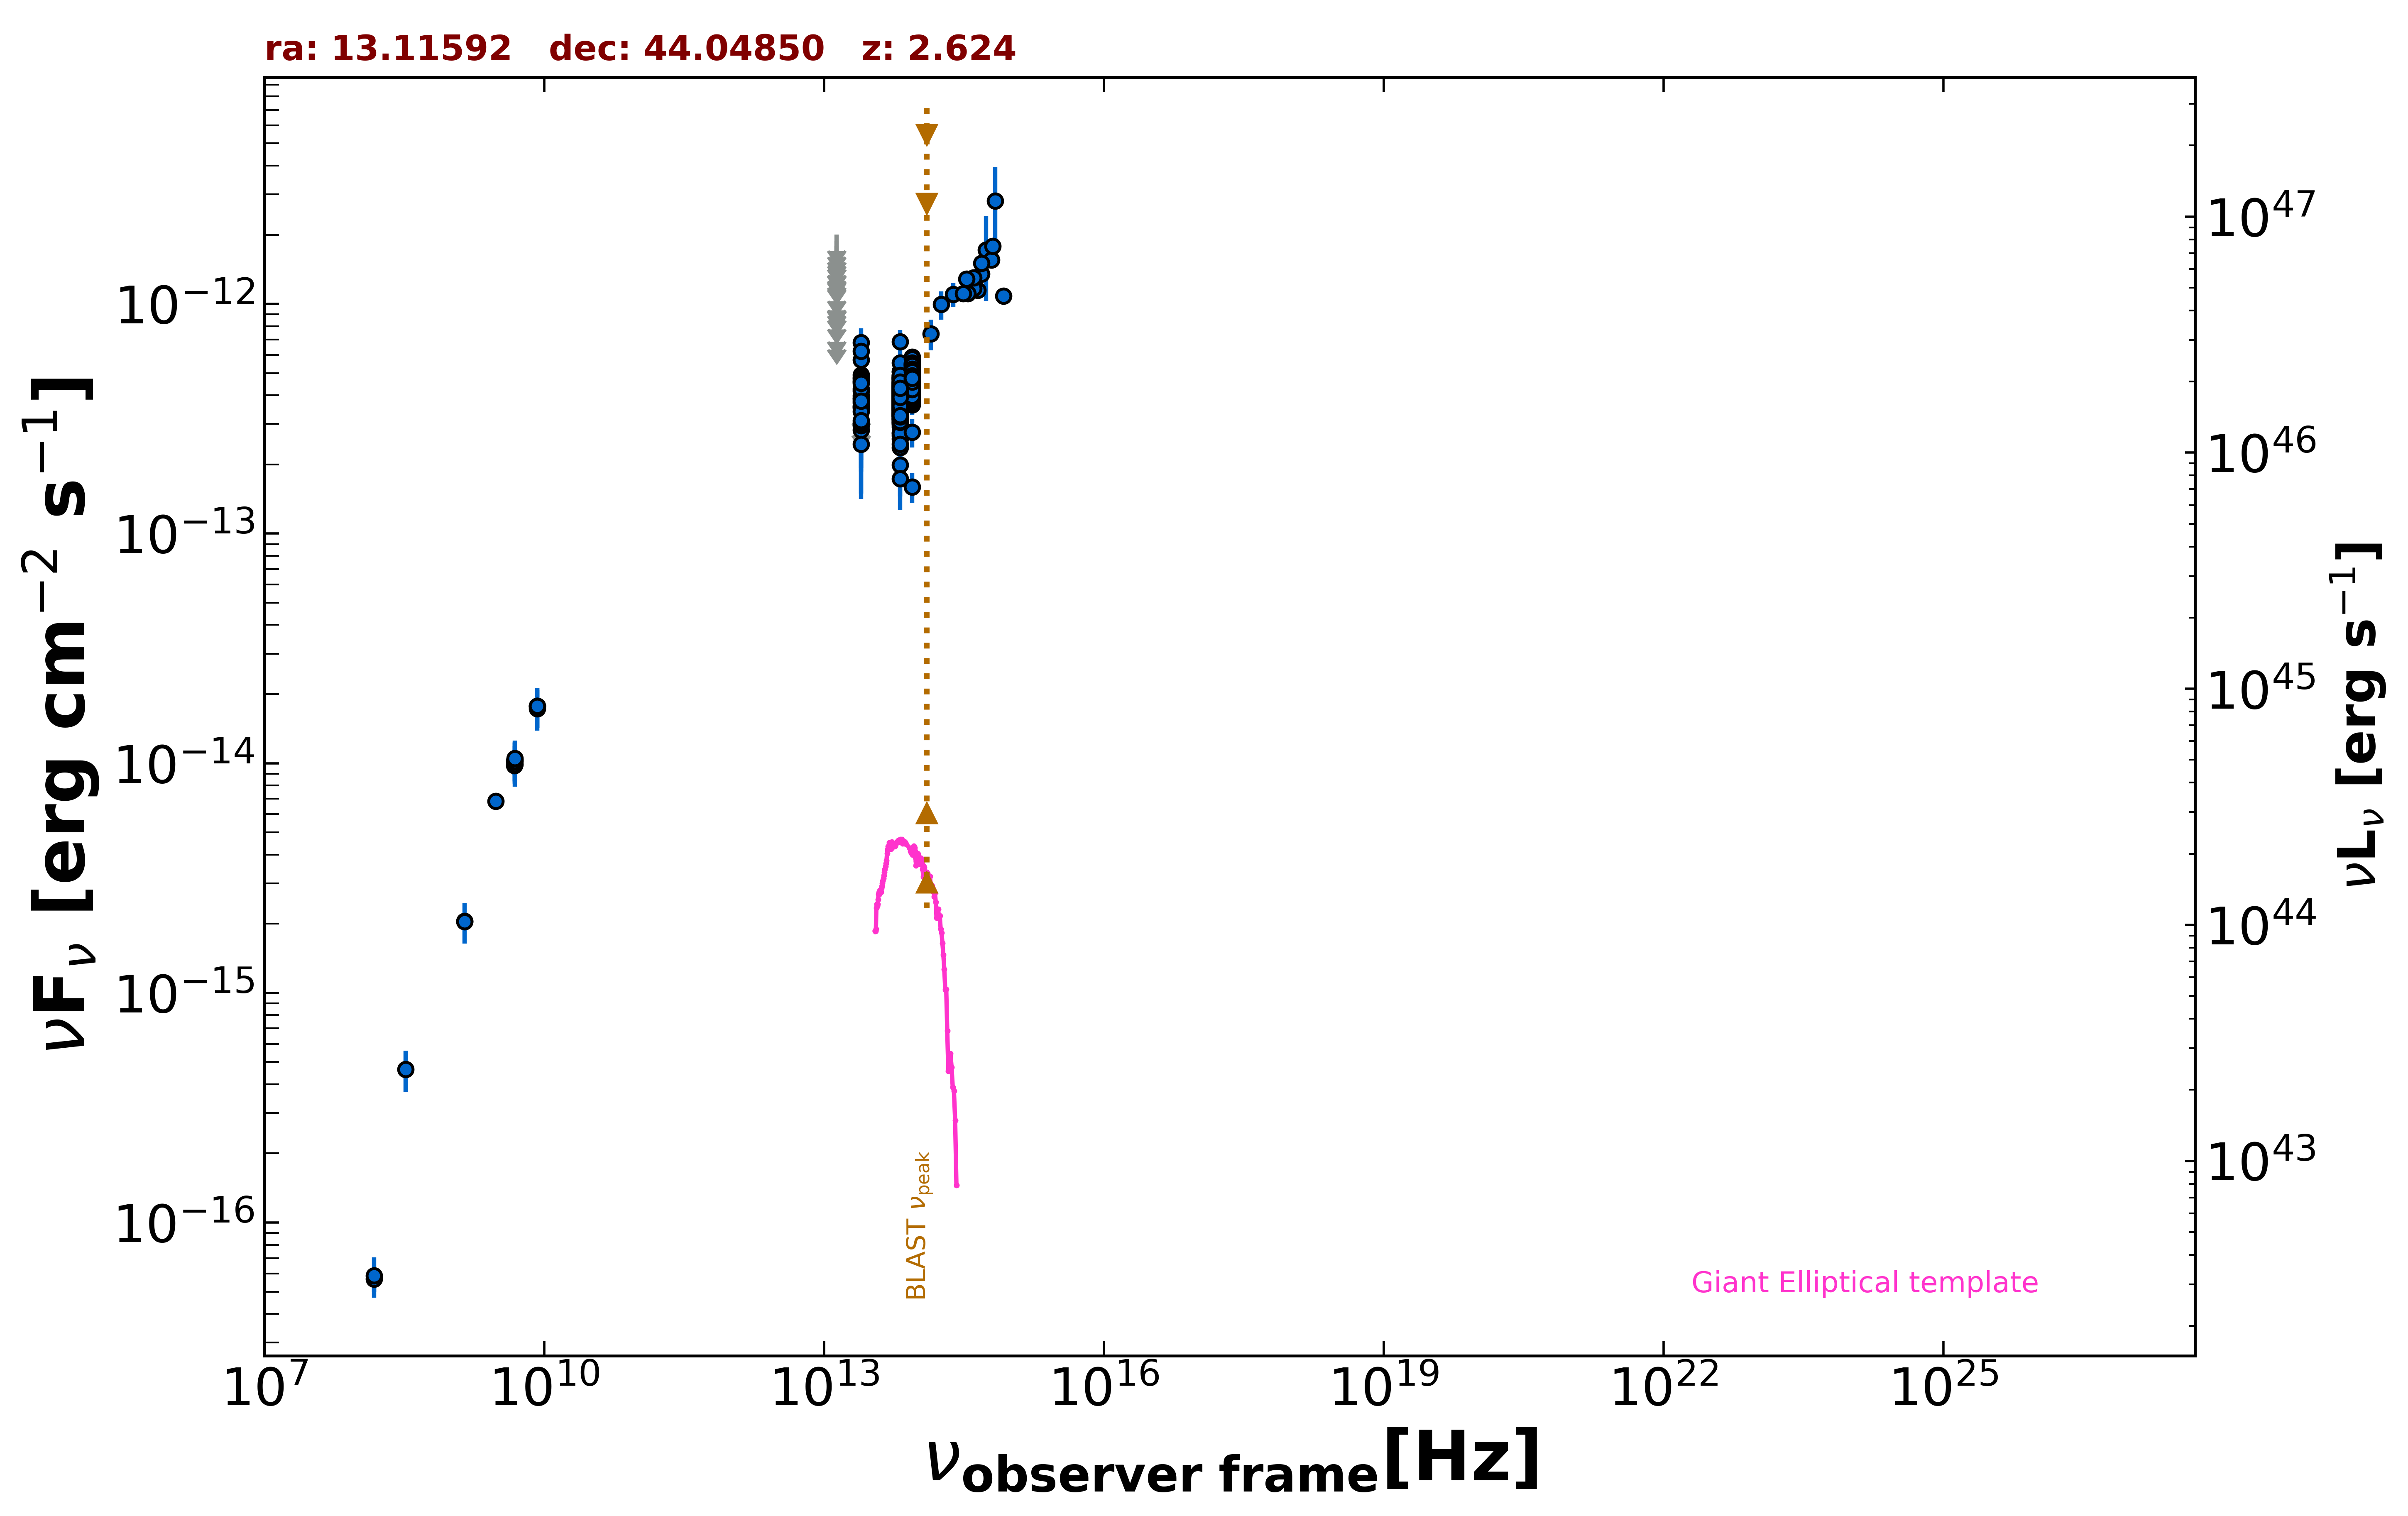 ra: 13.11592   dec: 44.04850   z: 2.624
νF_ν [erg cm^−2 s^−1]
10^−12
10^−13
10^−14
10^−15
10^−16
10^47
10^46
10^45
10^44
10^43
νL_ν [erg s^−1]
BLAST ν_peak
Giant Elliptical template
10^7 10^10 10^13 10^16 10^19 10^22 10^25
ν_observer frame [Hz]